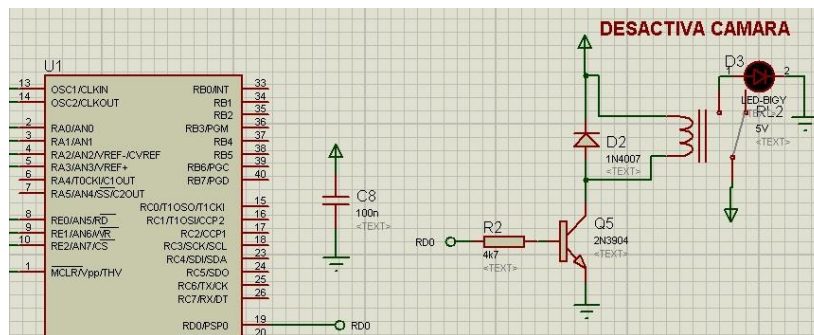 DESACTIVA CAMARA
U1
13 OSC1/CLKIN RB0/INT 33
14 OSC2/CLKOUT RB1 34
RB2 35
2 RA0/AN0 RB3/PGM 36
3 RA1/AN1 RB4 37
4 RA2/AN2/VREF-/CVREF RB5 38
5 RA3/AN3/VREF+ RB6/PGC 39
6 RA4/T0CKI/C1OUT RB7/PGD 40
7 RA5/AN4/SS/C2OUT
RC0/T1OSO/T1CKI 15
8 RE0/AN5/RD RC1/T1OSI/CCP2 16
9 RE1/AN6/WR RC2/CCP1 17
10 RE2/AN7/CS RC3/SCK/SCL 18
RC4/SDI/SDA 23
1 MCLR/Vpp/THV RC5/SDO 24
RC6/TX/CK 25
RC7/RX/DT 26
RD0/PSP0 19
20
RD0
C8
100n
<TEXT>
RD0
R2
4k7
<TEXT>
D2
1N4007
<TEXT>
Q5
2N3904
<TEXT>
D3
1 2
LED-BIGY
RL2
5V
<TEXT>